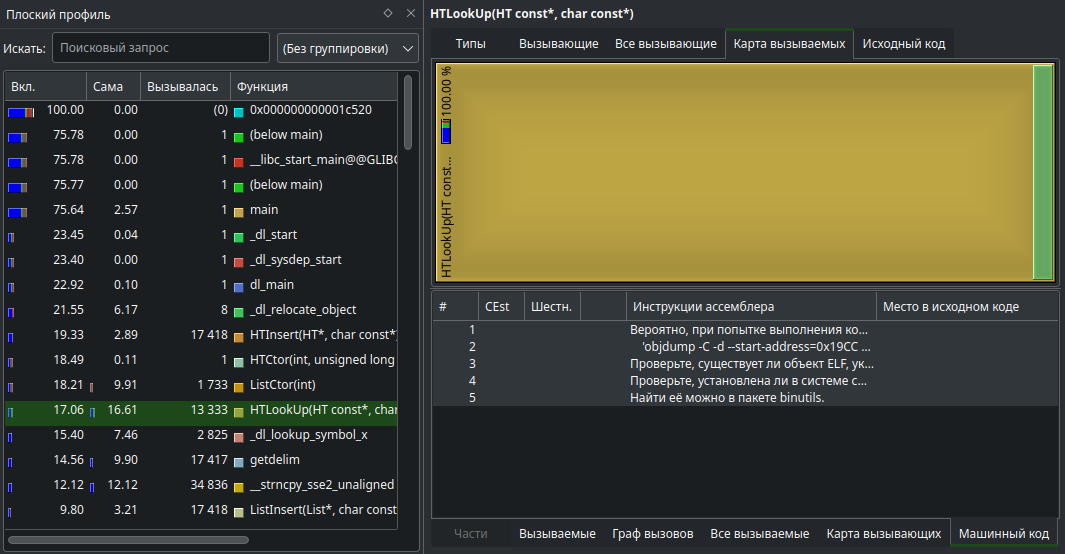 Плоский профиль
Искать: Поисковый запрос (Без группировки)
Вкл. Сама Вызывалась Функция
100.00 0.00 (0) 0x000000000001c520
75.78 0.00 1 (below main)
75.78 0.00 1 __libc_start_main@@GLIBC
75.77 0.00 1 (below main)
75.64 2.57 1 main
23.45 0.04 1 _dl_start
23.40 0.00 1 _dl_sysdep_start
22.92 0.10 1 dl_main
21.55 6.17 8 _dl_relocate_object
19.33 2.89 17 418 HTInsert(HT*, char const*)
18.49 0.11 1 HTCtor(int, unsigned long
18.21 9.91 1 733 ListCtor(int)
17.06 16.61 13 333 HTLookUp(HT const*, char
15.40 7.46 2 825 _dl_lookup_symbol_x
14.56 9.90 17 417 getdelim
12.12 12.12 34 836 __strncpy_sse2_unaligned
9.80 3.21 17 418 ListInsert(List*, char const
HTLookUp(HT const*, char const*)
Типы Вызывающие Все вызывающие Карта вызываемых Исходный код
HTLookUp(HT const... 100.00 %
# CEst Шестн. Инструкции ассемблера Место в исходном коде
1 Вероятно, при попытке выполнения ко...
2 'objdump -C -d --start-address=0x19CC ...
3 Проверьте, существует ли объект ELF, ук...
4 Проверьте, установлена ли в системе с...
5 Найти её можно в пакете binutils.
Части Вызываемые Граф вызовов Все вызываемые Карта вызывающих Машинный код